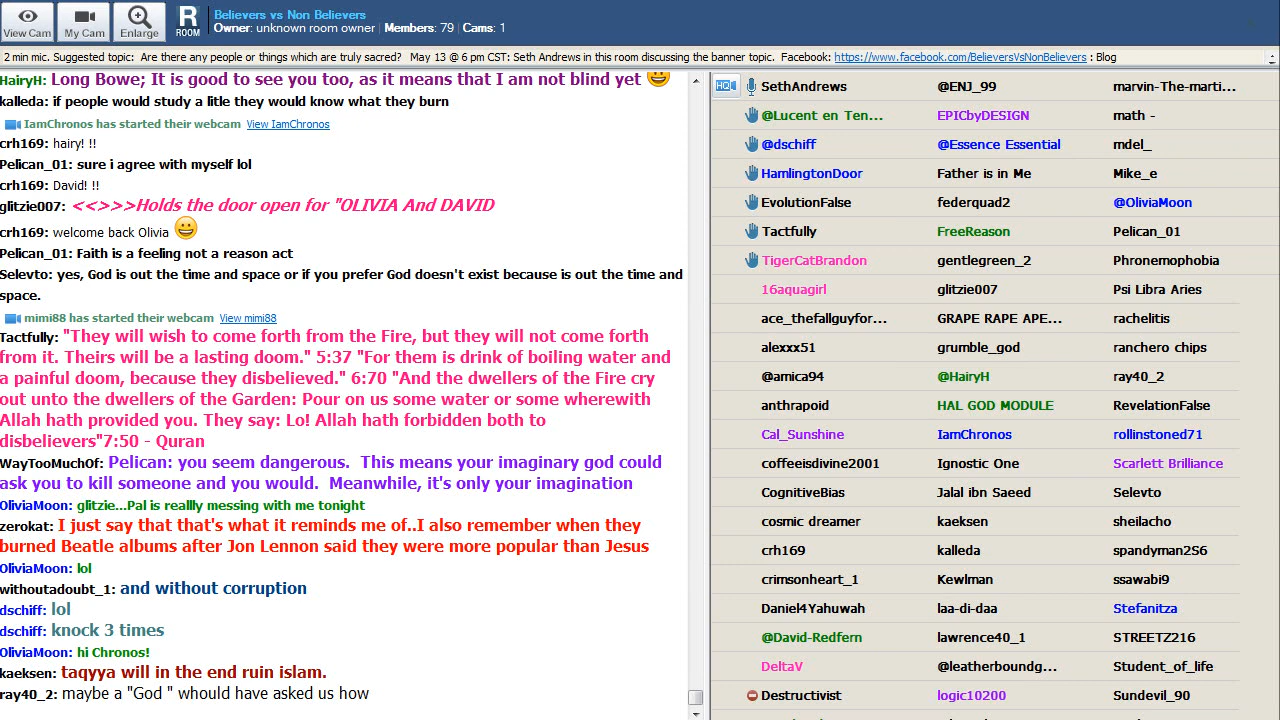 View Cam
My Cam
Enlarge
R
ROOM
Believers vs Non Believers
Owner: unknown room owner | Members: 79 | Cams: 1
2 min mic. Suggested topic: Are there any people or things which are truly sacred? May 13 @ 6 pm CST: Seth Andrews in this room discussing the banner topic. Facebook: https://www.facebook.com/BelieversVsNonBelievers : Blog
HairyH: Long Bowe; It is good to see you too, as it means that I am not blind yet
kalleda: if people would study a litle they would know what they burn
IamChronos has started their webcam View IamChronos
crh169: hairy! !!
Pelican_01: sure i agree with myself lol
crh169: David! !!
glitzie007: <<>>>Holds the door open for "OLIVIA And DAVID
crh169: welcome back Olivia
Pelican_01: Faith is a feeling not a reason act
Selevto: yes, God is out the time and space or if you prefer God doesn't exist because is out the time and
space.
mimi88 has started their webcam View mimi88
Tactfully: "They will wish to come forth from the Fire, but they will not come forth
from it. Theirs will be a lasting doom." 5:37 "For them is drink of boiling water and
a painful doom, because they disbelieved." 6:70 "And the dwellers of the Fire cry
out unto the dwellers of the Garden: Pour on us some water or some wherewith
Allah hath provided you. They say: Lo! Allah hath forbidden both to
disbelievers"7:50 - Quran
WayTooMuchOf: Pelican: you seem dangerous. This means your imaginary god could
ask you to kill someone and you would. Meanwhile, it's only your imagination
OliviaMoon: glitzie...Pal is reallly messing with me tonight
zerokat: I just say that that's what it reminds me of..I also remember when they
burned Beatle albums after Jon Lennon said they were more popular than Jesus
OliviaMoon: lol
withoutadoubt_1: and without corruption
dschiff: lol
dschiff: knock 3 times
OliviaMoon: hi Chronos!
kaeksen: taqyya will in the end ruin islam.
ray40_2: maybe a "God " whould have asked us how
HQ
SethAndrews @ENJ_99 marvin-The-marti...
@Lucent en Ten... EPICbyDESIGN math -
@dschiff @Essence Essential mdel_
HamlingtonDoor Father is in Me Mike_e
EvolutionFalse federquad2 @OliviaMoon
Tactfully FreeReason Pelican_01
TigerCatBrandon gentlegreen_2 Phronemophobia
16aquagirl glitzie007 Psi Libra Aries
ace_thefallguyfor... GRAPE RAPE APE... rachelitis
alexxx51 grumble_god ranchero chips
@amica94 @HairyH ray40_2
anthrapoid HAL GOD MODULE RevelationFalse
Cal_Sunshine IamChronos rollinstoned71
coffeeisdivine2001 Ignostic One Scarlett Brilliance
CognitiveBias Jalal ibn Saeed Selevto
cosmic dreamer kaeksen sheilacho
crh169 kalleda spandyman2S6
crimsonheart_1 Kewlman ssawabi9
Daniel4Yahuwah laa-di-daa Stefanitza
@David-Redfern lawrence40_1 STREETZ216
DeltaV @leatherboundg... Student_of_life
Destructivist logic10200 Sundevil_90